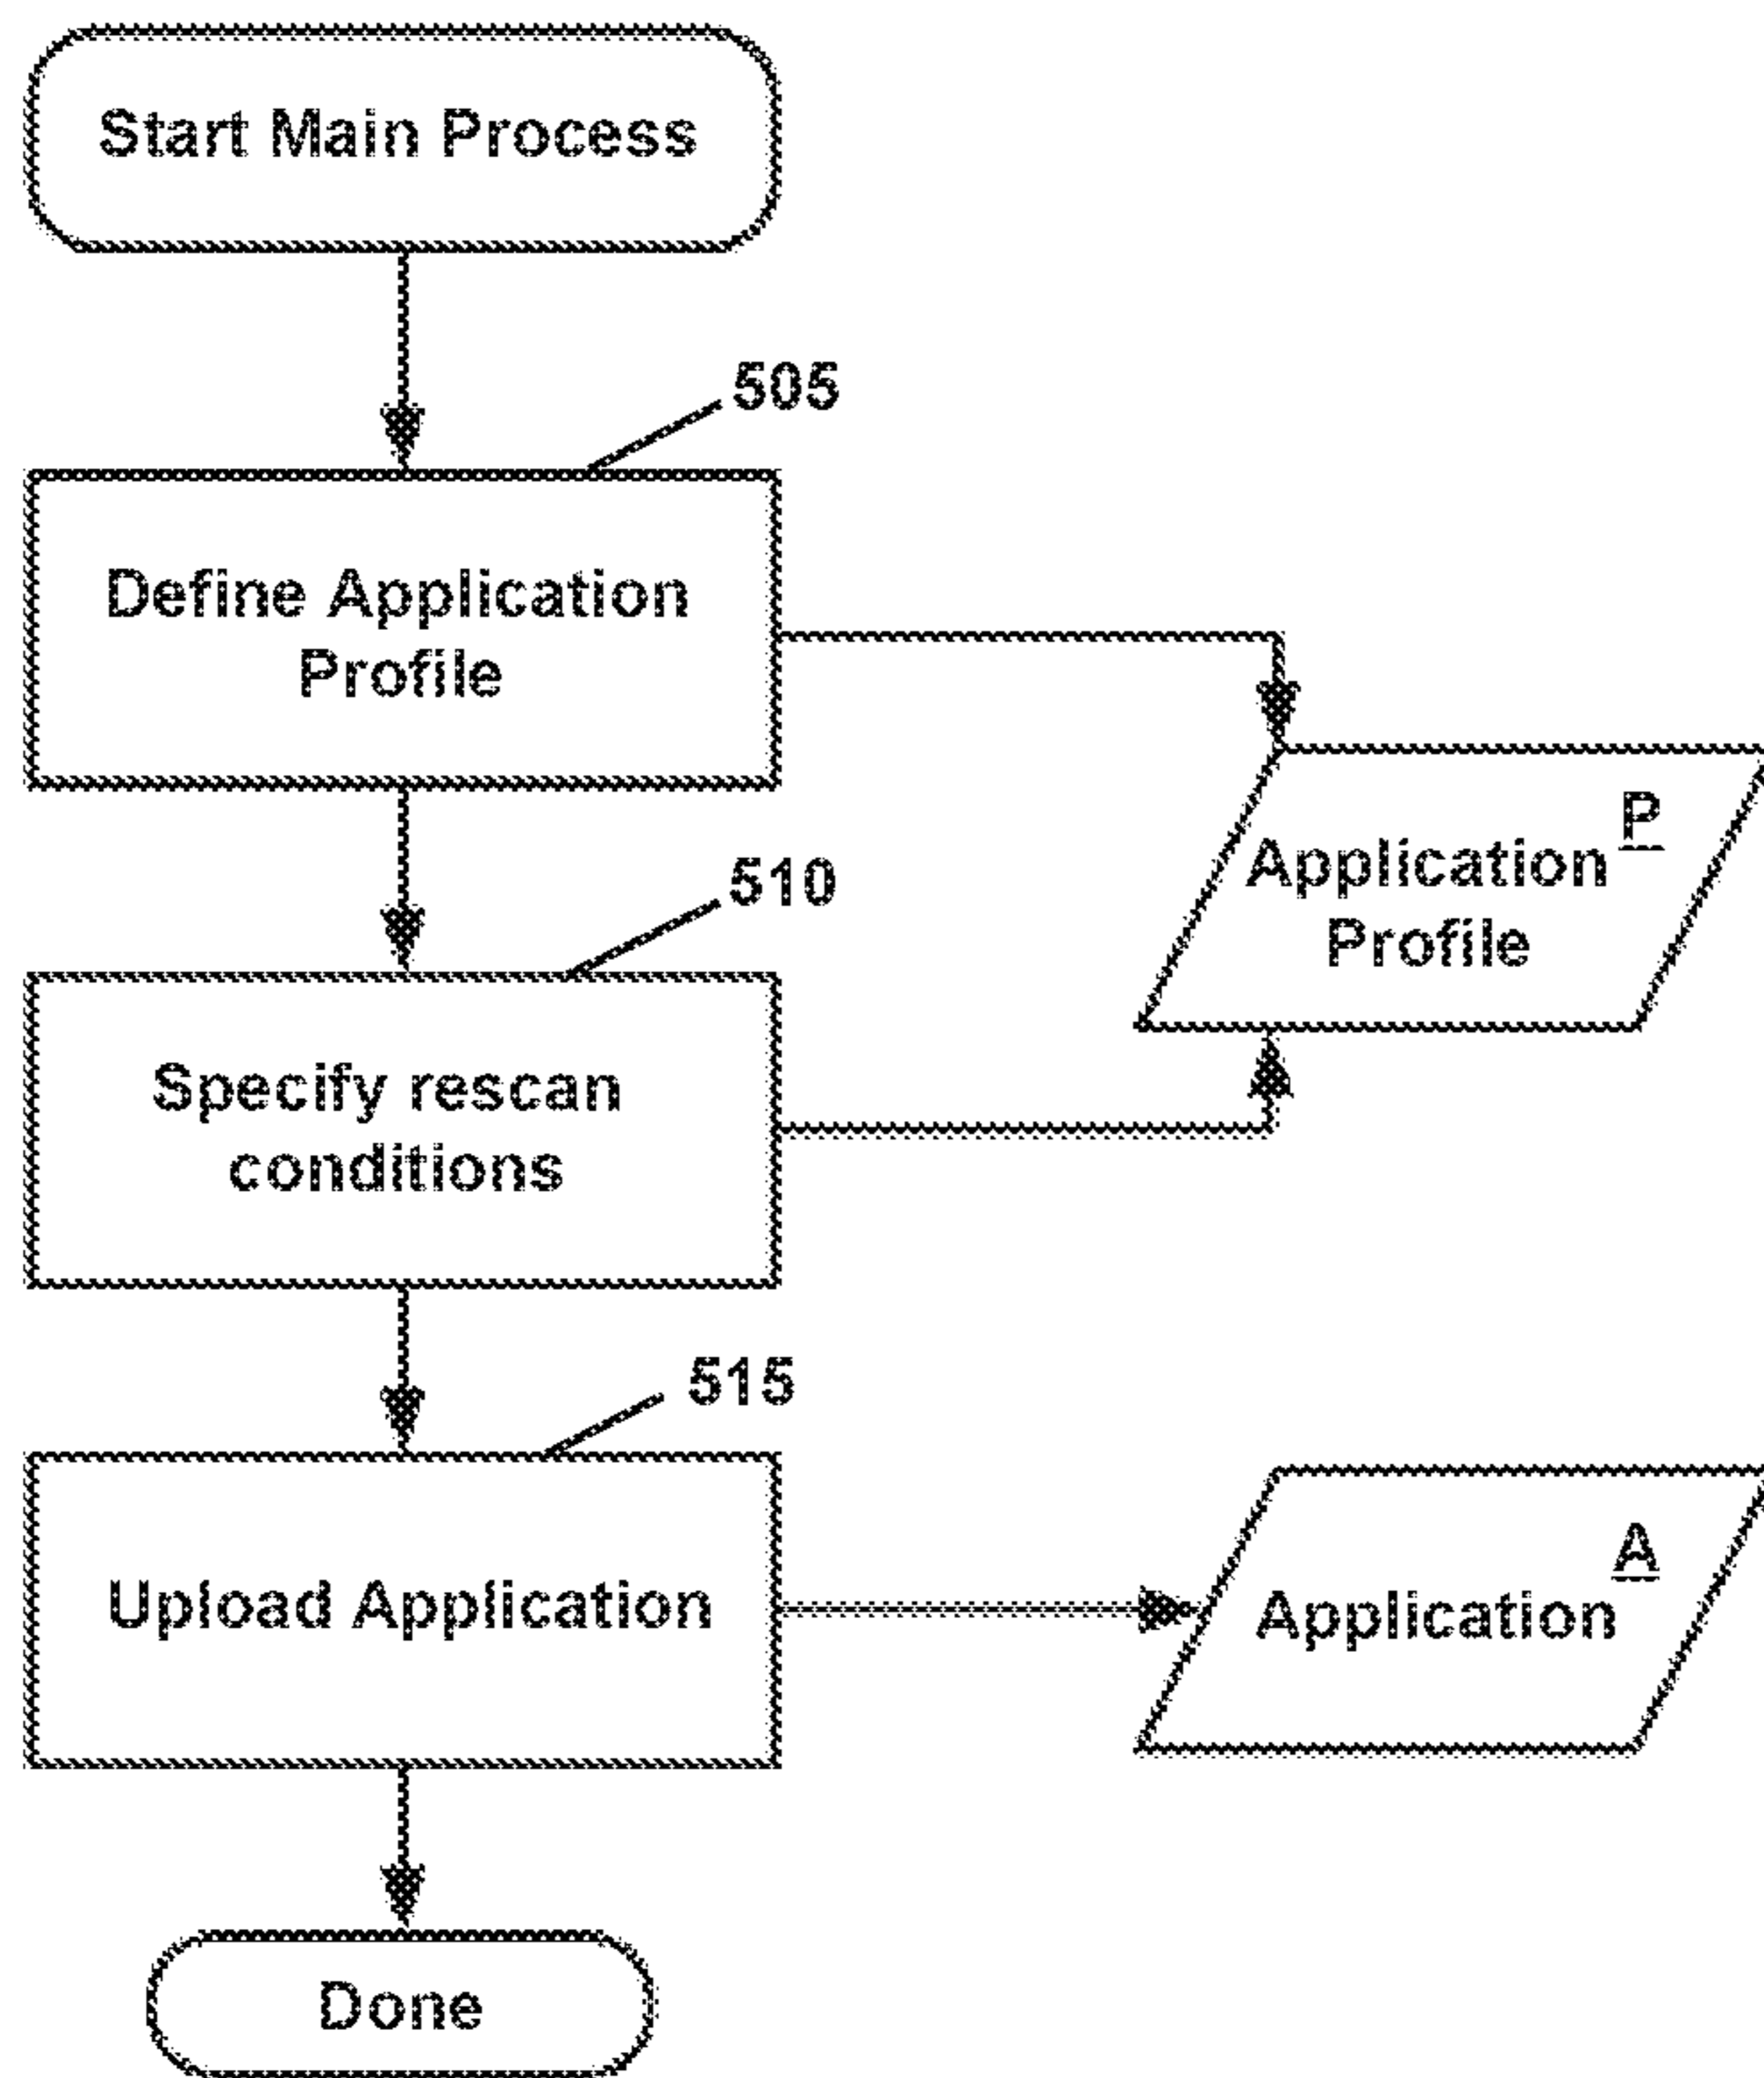 Start Main Process
505
Define Application
Profile
P
Application
Profile
510
Specify rescan
conditions
515
Upload Application
A
Application
Done